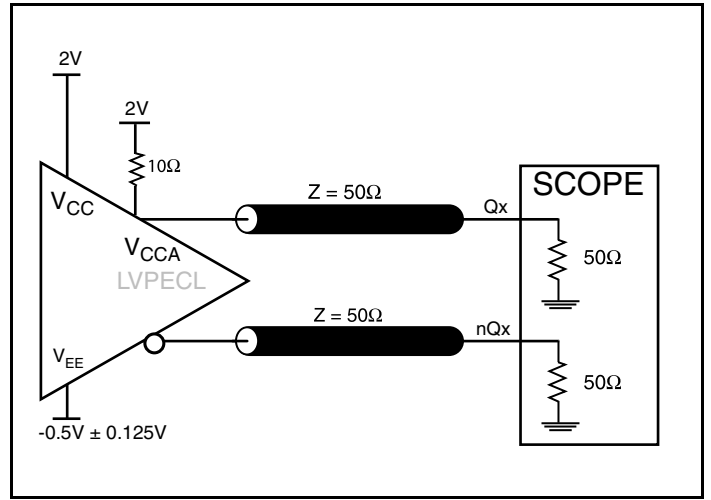 2V
2V
10Ω
Z = 50Ω
Qx
SCOPE
VCC
VCCA
LVPECL
50Ω
Z = 50Ω
nQx
VEE
50Ω
-0.5V ± 0.125V